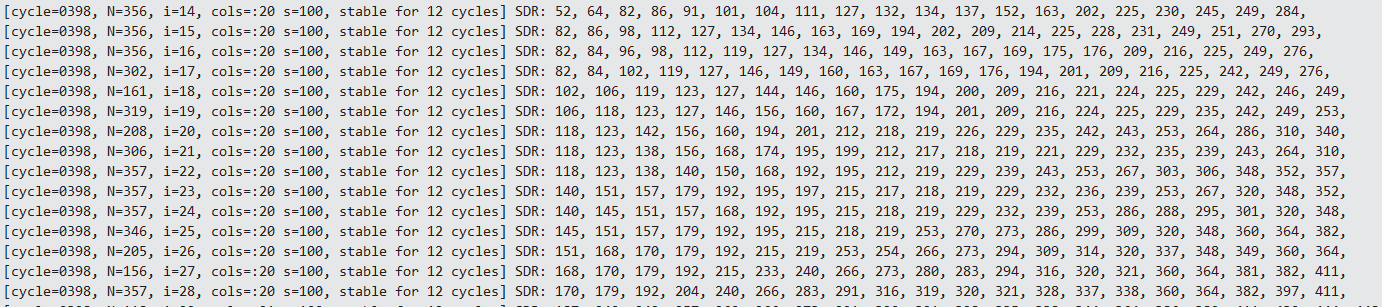 [cycle=0398, N=356, i=14, cols=:20 s=100, stable for 12 cycles] SDR: 52, 64, 82, 86, 91, 101, 104, 111, 127, 132, 134, 137, 152, 163, 202, 225, 230, 245, 249, 284,
[cycle=0398, N=356, i=15, cols=:20 s=100, stable for 12 cycles] SDR: 82, 86, 98, 112, 127, 134, 146, 163, 169, 194, 202, 209, 214, 225, 228, 231, 249, 251, 270, 293,
[cycle=0398, N=356, i=16, cols=:20 s=100, stable for 12 cycles] SDR: 82, 84, 96, 98, 112, 119, 127, 134, 146, 149, 163, 167, 169, 175, 176, 209, 216, 225, 249, 276,
[cycle=0398, N=302, i=17, cols=:20 s=100, stable for 12 cycles] SDR: 82, 84, 102, 119, 127, 146, 149, 160, 163, 167, 169, 176, 194, 201, 209, 216, 225, 242, 249, 276,
[cycle=0398, N=161, i=18, cols=:20 s=100, stable for 12 cycles] SDR: 102, 106, 119, 123, 127, 144, 146, 160, 175, 194, 200, 209, 216, 221, 224, 225, 229, 242, 246, 249,
[cycle=0398, N=319, i=19, cols=:20 s=100, stable for 12 cycles] SDR: 106, 118, 123, 127, 146, 156, 160, 167, 172, 194, 201, 209, 216, 224, 225, 229, 235, 242, 249, 253,
[cycle=0398, N=208, i=20, cols=:20 s=100, stable for 12 cycles] SDR: 118, 123, 142, 156, 160, 194, 201, 212, 218, 219, 226, 229, 235, 242, 243, 253, 264, 286, 310, 340,
[cycle=0398, N=306, i=21, cols=:20 s=100, stable for 12 cycles] SDR: 118, 123, 138, 156, 168, 174, 195, 199, 212, 217, 218, 219, 221, 229, 232, 235, 239, 243, 264, 310,
[cycle=0398, N=357, i=22, cols=:20 s=100, stable for 12 cycles] SDR: 118, 123, 138, 140, 150, 168, 192, 195, 212, 219, 229, 239, 243, 253, 267, 303, 306, 348, 352, 357,
[cycle=0398, N=357, i=23, cols=:20 s=100, stable for 12 cycles] SDR: 140, 151, 157, 179, 192, 195, 197, 215, 217, 218, 219, 229, 232, 236, 239, 253, 267, 320, 348, 352,
[cycle=0398, N=357, i=24, cols=:20 s=100, stable for 12 cycles] SDR: 140, 145, 151, 157, 168, 192, 195, 215, 218, 219, 229, 232, 239, 253, 286, 288, 295, 301, 320, 348,
[cycle=0398, N=346, i=25, cols=:20 s=100, stable for 12 cycles] SDR: 145, 151, 157, 179, 192, 195, 215, 218, 219, 253, 270, 273, 286, 299, 309, 320, 348, 360, 364, 382,
[cycle=0398, N=205, i=26, cols=:20 s=100, stable for 12 cycles] SDR: 151, 168, 170, 179, 192, 215, 219, 253, 254, 266, 273, 294, 309, 314, 320, 337, 348, 349, 360, 364,
[cycle=0398, N=156, i=27, cols=:20 s=100, stable for 12 cycles] SDR: 168, 170, 179, 192, 215, 233, 240, 266, 273, 280, 283, 294, 316, 320, 321, 360, 364, 381, 382, 411,
[cycle=0398, N=357, i=28, cols=:20 s=100, stable for 12 cycles] SDR: 170, 179, 192, 204, 240, 266, 283, 291, 316, 319, 320, 321, 328, 337, 338, 360, 364, 382, 397, 411,